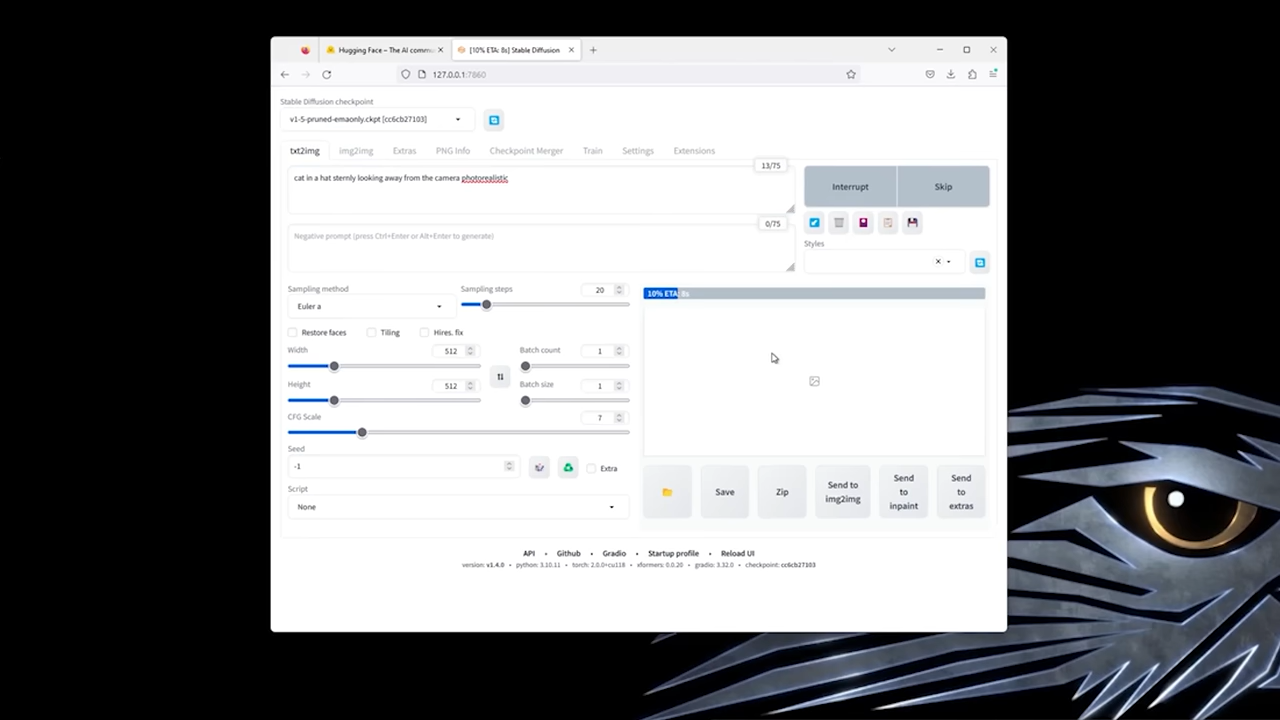 Hugging Face – The AI commu
[10% ETA: 8s] Stable Diffusion
127.0.0.1:7860
Stable Diffusion checkpoint
v1-5-pruned-emaonly.ckpt [cc6cb27103]
txt2img img2img Extras PNG Info Checkpoint Merger Train Settings Extensions
13/75
cat in a hat sternly looking away from the camera photorealistic
Interrupt Skip
0/75
Negative prompt (press Ctrl+Enter or Alt+Enter to generate)
Styles
Sampling method
Euler a
Sampling steps 20
10% ETA: 8s
Restore faces Tiling Hires. fix
Width 512
Batch count 1
Height 512
Batch size 1
CFG Scale 7
Seed
-1
Extra
Script
None
Save
Zip
Send to
img2img
Send
to
inpaint
Send
to
extras
API • Github • Gradio • Startup profile • Reload UI
version: v1.4.0 • python: 3.10.11 • torch: 2.0.0+cu118 • xformers: 0.0.20 • gradio: 3.32.0 • checkpoint: cc6cb27103